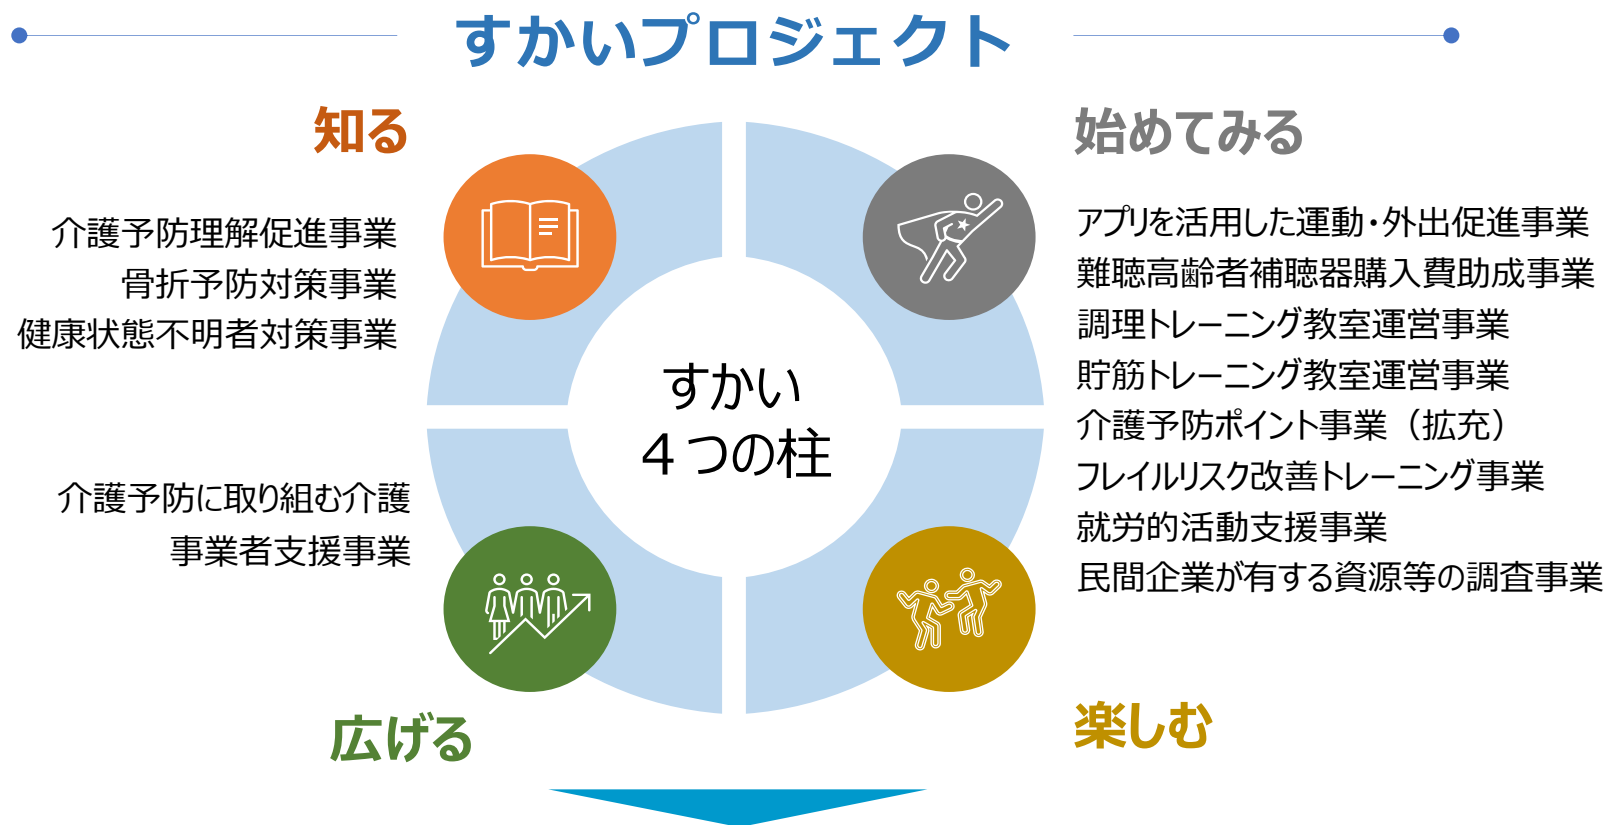 すかいプロジェクト
知る
介護予防理解促進事業
骨折予防対策事業
健康状態不明者対策事業
始めてみる
アプリを活用した運動・外出促進事業
難聴高齢者補聴器購入費助成事業
調理トレーニング教室運営事業
貯筋トレーニング教室運営事業
介護予防ポイント事業（拡充）
フレイルリスク改善トレーニング事業
就労的活動支援事業
民間企業が有する資源等の調査事業
すかい
４つの柱
介護予防に取り組む介護
事業者支援事業
広げる
楽しむ